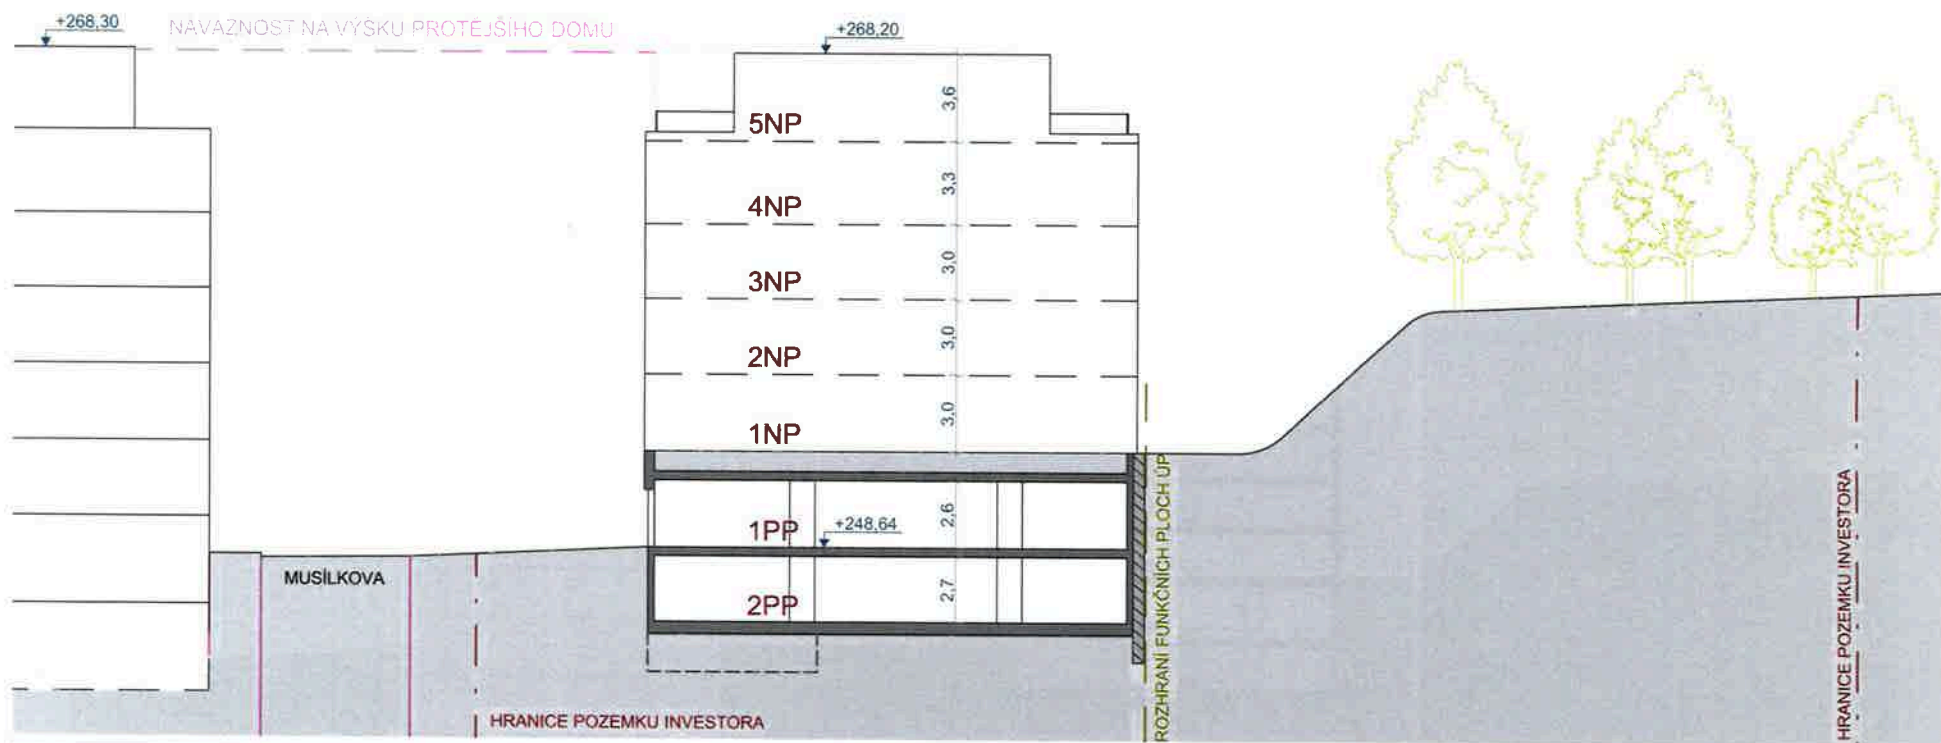 +268,30
NÁVAZNOST NA VÝŠKU PROTĚJŠÍHO DOMU
+268,20
3,6
5NP
3,3
4NP
3,0
3NP
3,0
2NP
3,0
1NP
2,6
1PP
+248,64
2,7
2PP
MUSÍLKOVA
HRANICE POZEMKU INVESTORA
ROZHRANÍ FUNKČNÍCH PLOCH ÚP
HRANICE POZEMKU INVESTORA